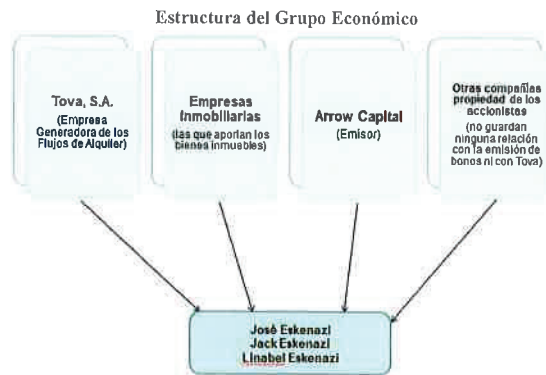 Estructura del Grupo Económico
Tova, S.A.
(Empresa
Generadora de los
Flujos de Alquiler)
Empresas
Inmobiliarias
(las que aportan los
bienes inmuebles)
Arrow Capital
(Emisor)
Otras compañías
propiedad de los
accionistas
(no guardan
ninguna relación
con la emisión de
bonos ni con Tova)
José Eskenazi
Jack Eskenazi
Linabel Eskenazi